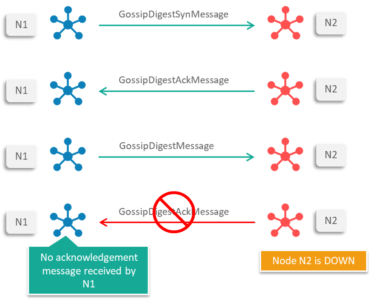 N1 GossipDigestSynMessage N2
N1 GossipDigestAckMessage N2
N1 GossipDigestMessage N2
N1 GossipDigestAckMessage N2
No acknowledgement
message received by
N1
Node N2 is DOWN